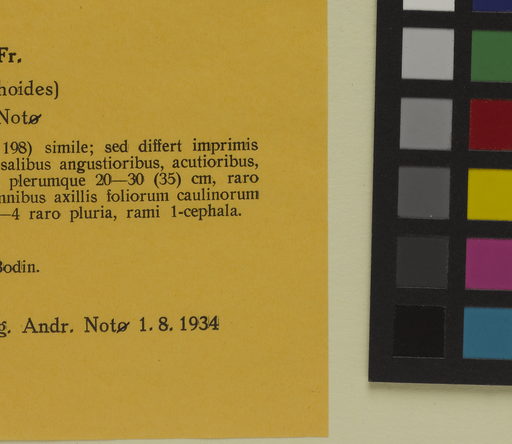 Fr.
hoides)
Notø
198) simile; sed differt imprimis
salibus angustioribus, acutioribus,
plerumque 20—30 (35) cm, raro
nnibus axillis foliorum caulinorum
—4 raro pluria, rami 1-cephala.
Bodin.
g. Andr. Notø 1. 8. 1934